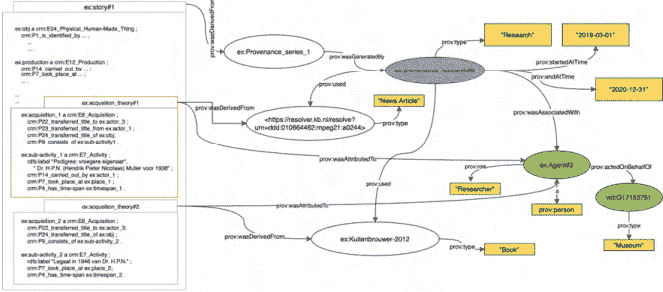 ex:story#1
ex:object a crm:E24_Physical_Human-Made_Thing ;
crm:P1_is_identified_by ... ;
...
...
ex:production a crm:E12_Production ;
crm:P14_carried_out_by ... ;
crm:P7_took_place_at ... ;
...
...
ex:acquisition_theory#1
ex:acquisition_1 a crm:E8_Acquisition ;
crm:P22_transferred_title_to ex:actor_3 ;
crm:P23_transferred_title_from ex:actor_1 ;
crm:P24_transferred_title_of ex:obj;
crm:P9_consists_of ex:sub-activity1 .
ex:sub-activity_1 a crm:E7_Activity ;
rdfs:label "Pedigree: vroegere eigenaar"
" Dr. H.P.N. (Hendrik Pieter Nicolaas) Muller voor 1908" ;
crm:P14_carried_out_by ex:actor_1 ;
crm:P7_took_place_at ex:place_1 ;
crm:P4_has_time-span ex:timespan_1 .
ex:acquisition_theory#2
ex:acquisition_2 a crm:E8_Acquisition ;
crm:P22_transferred_title_to ex:actor_3;
crm:P24_transferred_title_of ex:obj ;
crm:P9_consists_of ex:sub-activity_2 .
ex:sub-activity_2 a crm:E7_Activity ;
rdfs:label "Legaat in 1946 van Dr. H.P.N." ;
crm:P7_took_place_at ex:place_2;
crm:P4_has_time-span ex:timespan_2 .
prov:wasDerivedFrom
ex:Provenance_series_1
prov:wasGeneratedBy
prov:type
"Research"
prov:startedAtTime
"2019-03-01"
prov:endAtTime
"2020-12-31"
prov:used
prov:wasDerivedFrom
<https://resolver.kb.nl/resolve?
urn=ddd:010664462:mpeg21:a0244>
"News Article"
prov:type
prov:wasAssociatedWith
prov:wasAttributedTo
ex:Agent#9
prov:actedOnBehalfOf
prov:role
"Researcher"
a
prov:person
wd:Q17153751
prov:type
"Museum"
prov:used
prov:wasAttributedTo
prov:wasDerivedFrom
ex:Kuitenbrouwer-2012
prov:type
"Book"